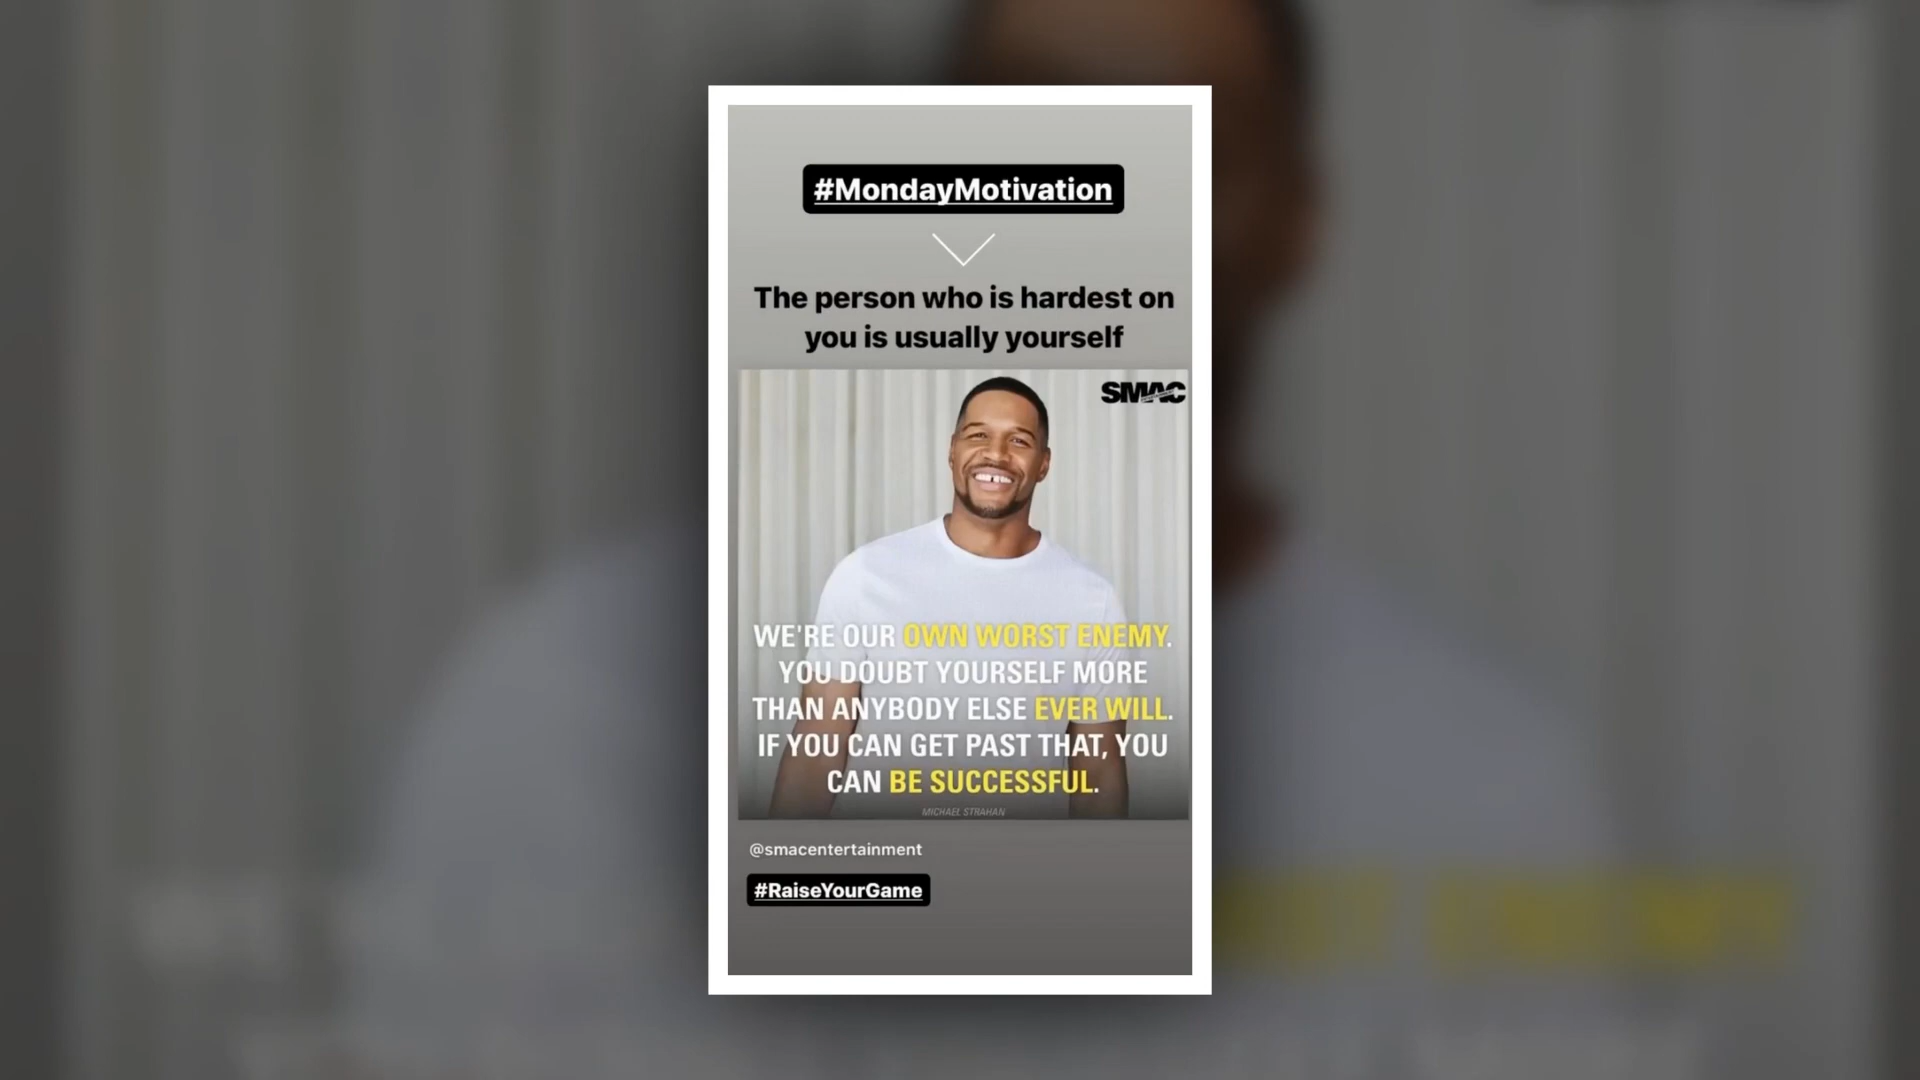 #MondayMotivation
The person who is hardest on
you is usually yourself
SMAC
WE'RE OUR OWN WORST ENEMY.
YOU DOUBT YOURSELF MORE
THAN ANYBODY ELSE EVER WILL.
IF YOU CAN GET PAST THAT, YOU
CAN BE SUCCESSFUL.
MICHAEL STRAHAN
@smacentertainment
#RaiseYourGame